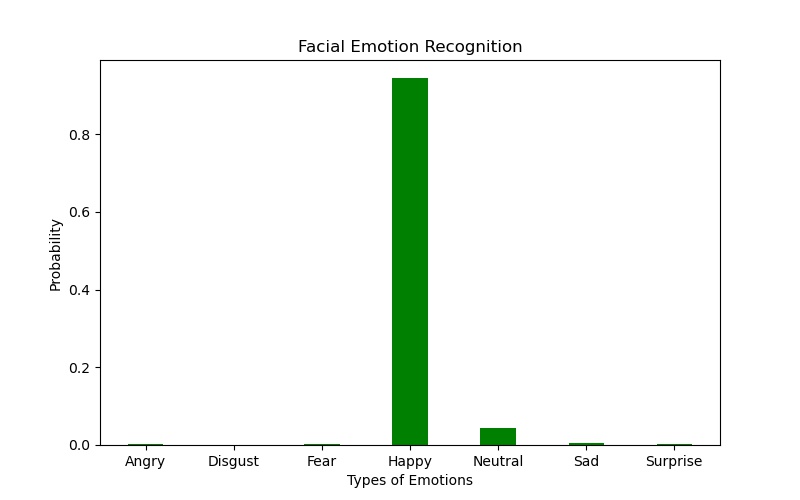 Facial Emotion Recognition
Probability
0.8
0.6
0.4
0.2
0.0
Angry Disgust Fear Happy Neutral Sad Surprise
Types of Emotions